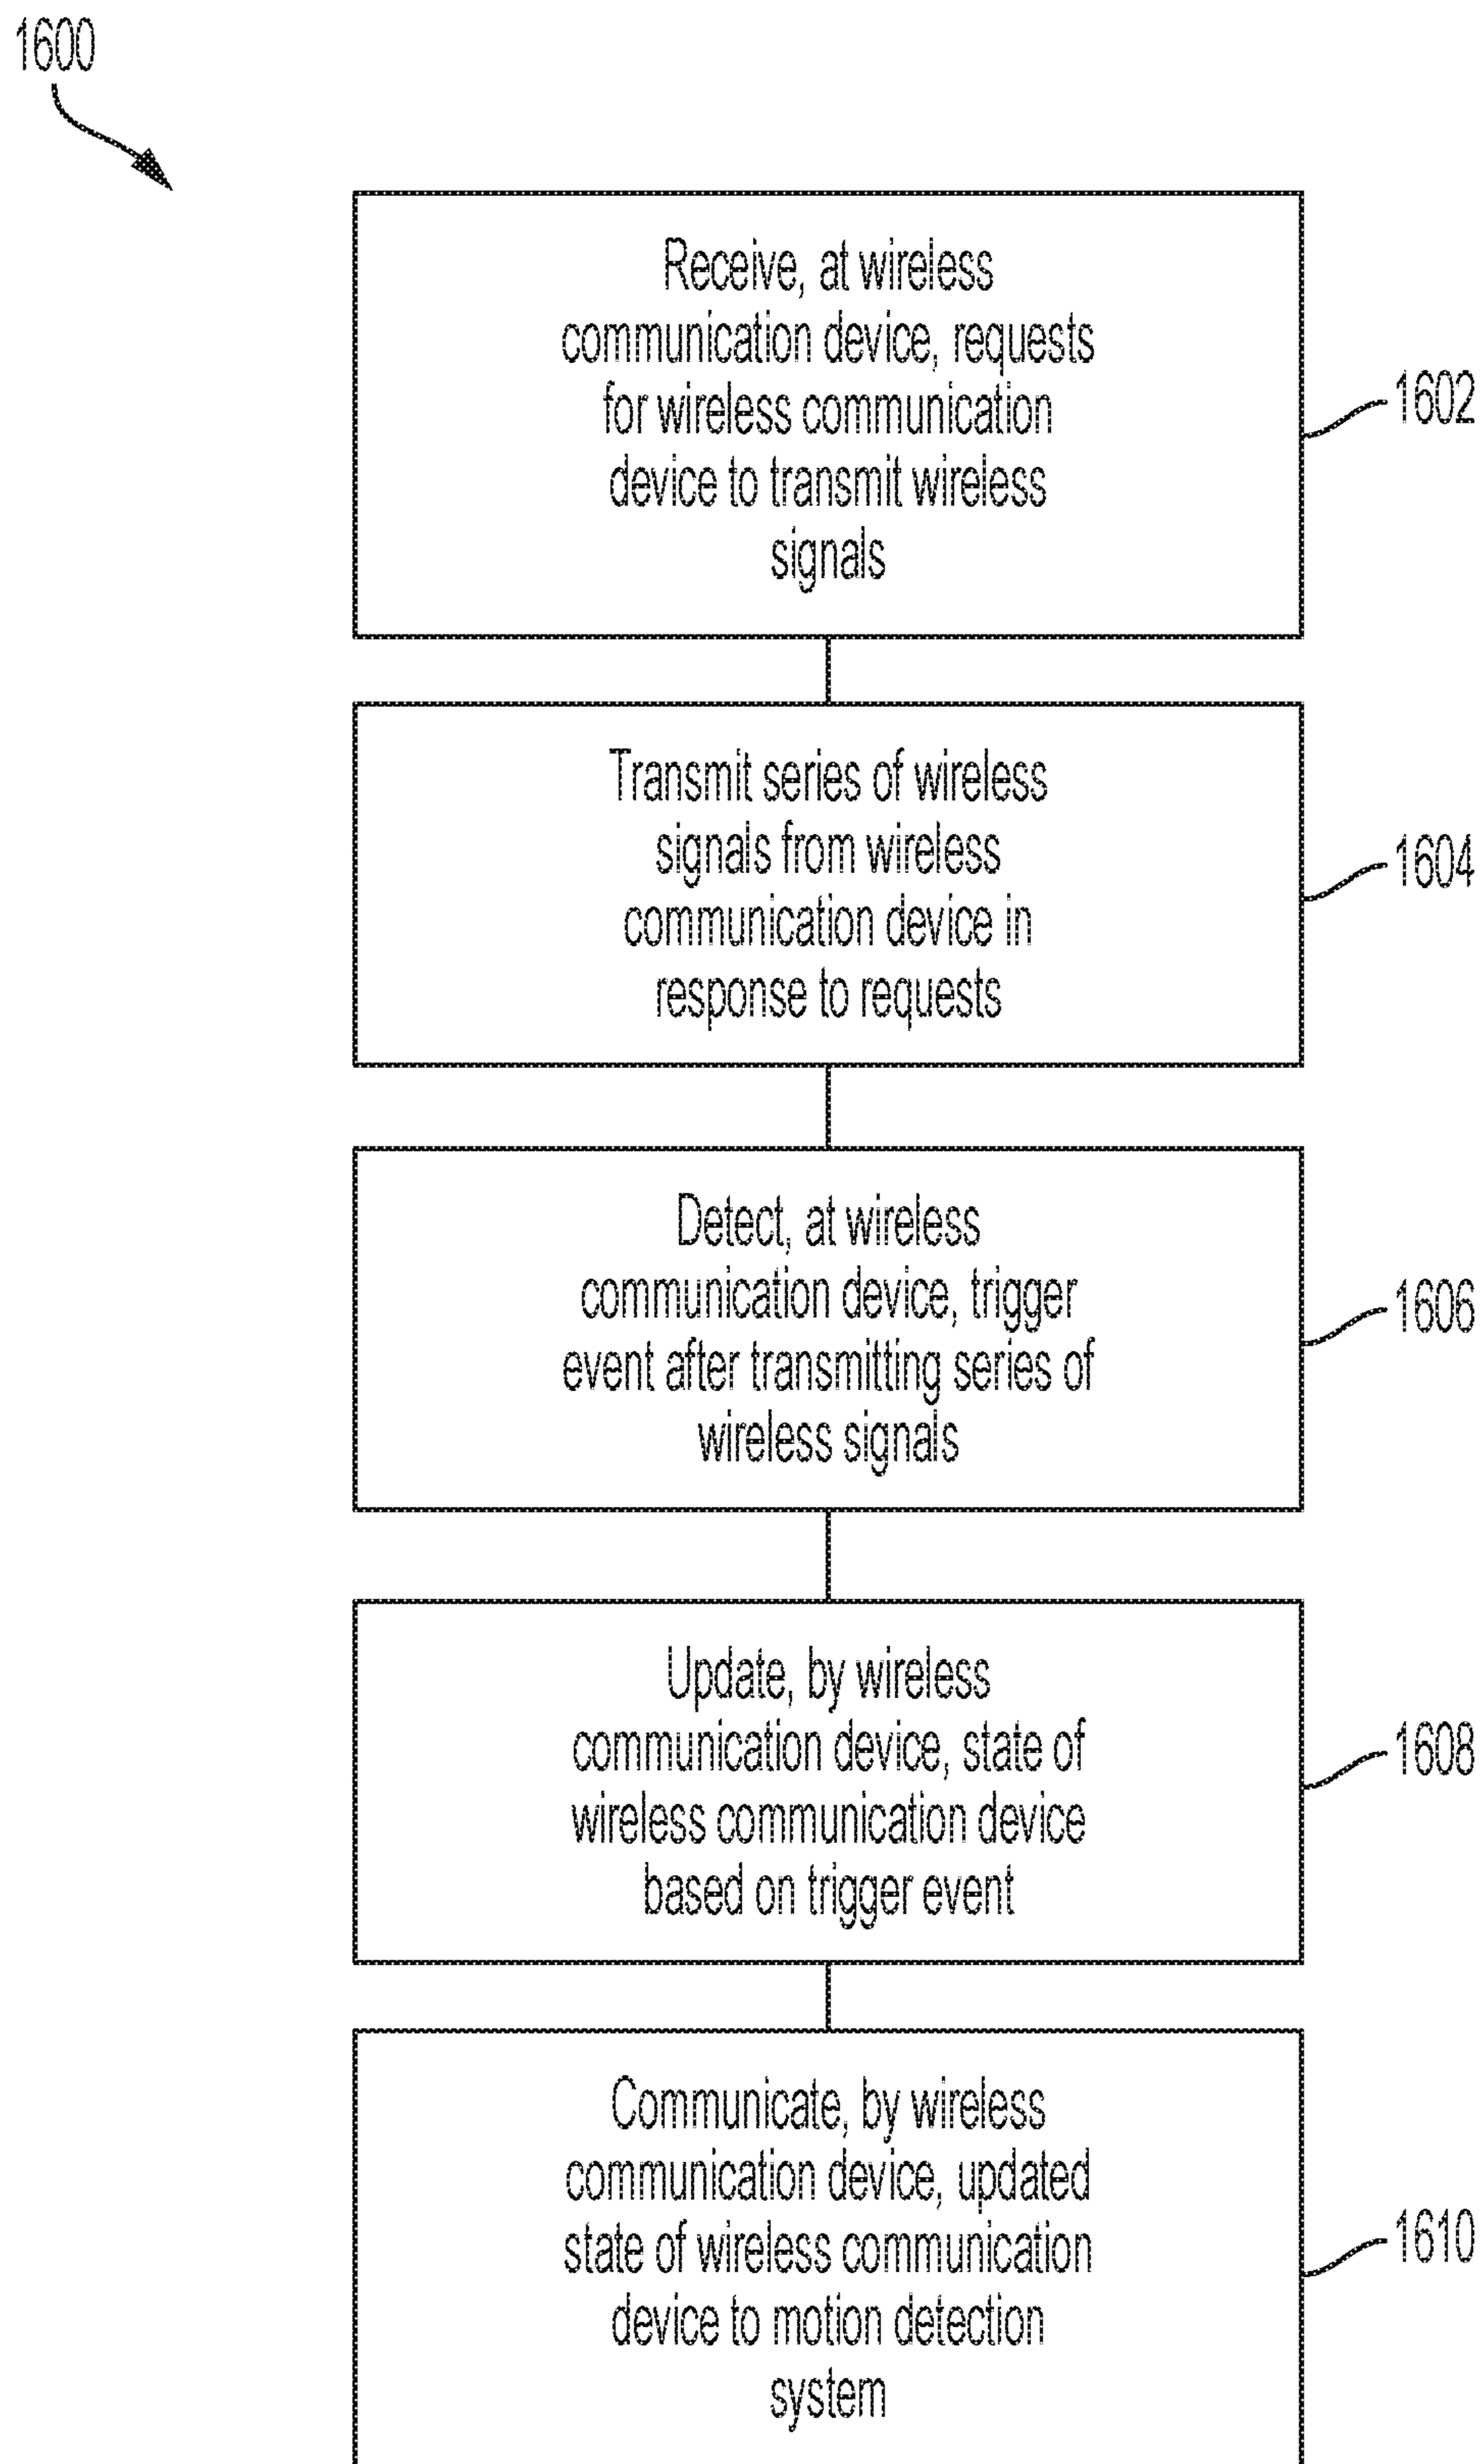 1600
Receive, at wireless
communication device, requests
for wireless communication
device to transmit wireless
signals
1602
Transmit series of wireless
signals from wireless
communication device in
response to requests
1604
Detect, at wireless
communication device, trigger
event after transmitting series of
wireless signals
1606
Update, by wireless
communication device, state of
wireless communication device
based on trigger event
1608
Communicate, by wireless
communication device, updated
state of wireless communication
device to motion detection
system
1610